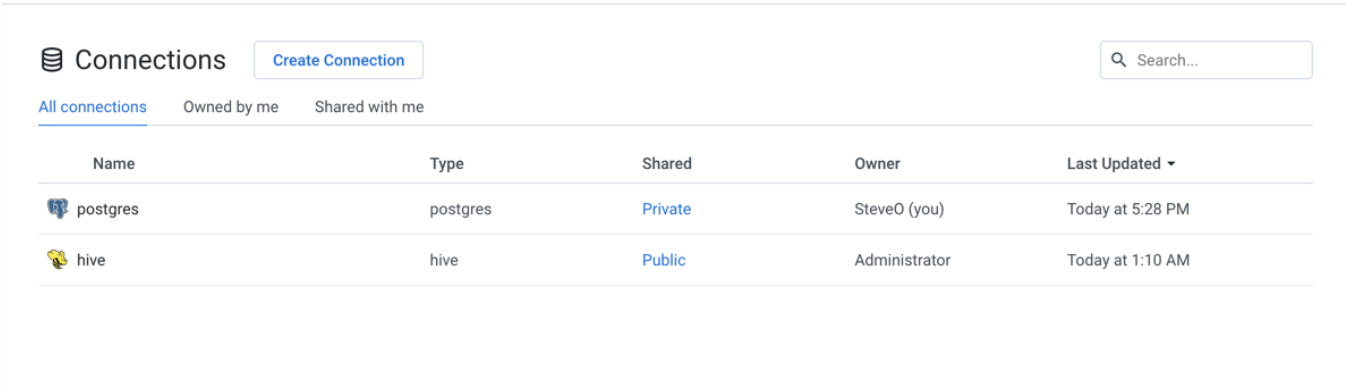 Connections Create Connection Search...
All connections Owned by me Shared with me
Name Type Shared Owner Last Updated
postgres postgres Private SteveO (you) Today at 5:28 PM
hive hive Public Administrator Today at 1:10 AM